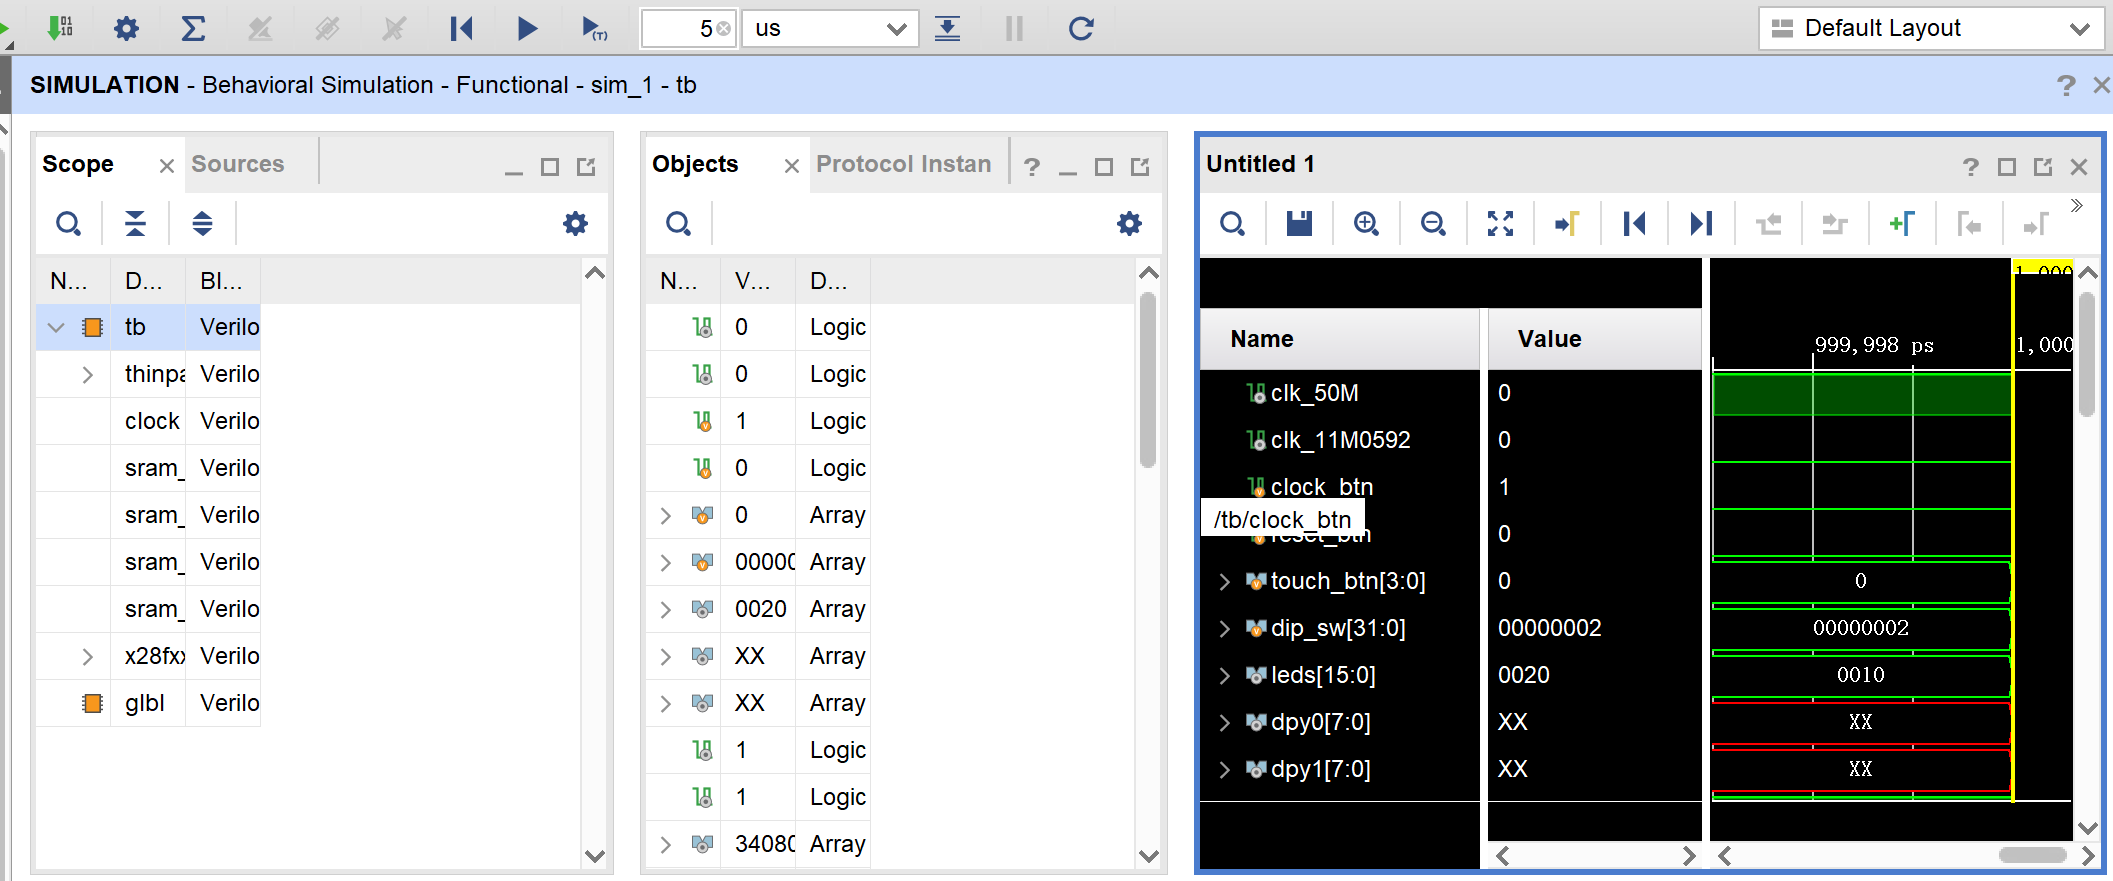 5
us
Default Layout
SIMULATION - Behavioral Simulation - Functional - sim_1 - tb
Scope
Sources
N... D... Bl...
tb Verilo
thinpa Verilo
clock Verilo
sram_ Verilo
sram_ Verilo
sram_ Verilo
sram_ Verilo
x28fxx Verilo
glbl Verilo
Objects
Protocol Instan
N... V... D...
0 Logic
0 Logic
1 Logic
0 Logic
0 Array
00000 Array
0020 Array
XX Array
XX Array
1 Logic
1 Logic
34080 Array
Untitled 1
1,000
999,998 ps
1,000
Name Value
clk_50M 0
clk_11M0592 0
clock_btn 1
/tb/clock_btn
reset_btn 0
touch_btn[3:0] 0 0
dip_sw[31:0] 00000002 00000002
leds[15:0] 0020 0010
dpy0[7:0] XX XX
dpy1[7:0] XX XX